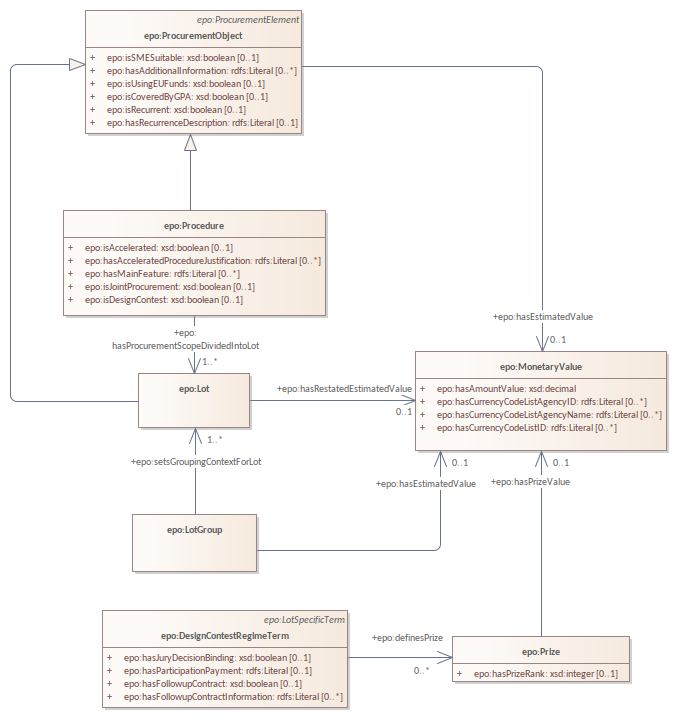 epo:ProcurementElement
epo:ProcurementObject
+ epo:isSMESuitable: xsd:boolean [0..1]
+ epo:hasAdditionalInformation: rdfs:Literal [0..*]
+ epo:isUsingEUFunds: xsd:boolean [0..1]
+ epo:isCoveredByGPA: xsd:boolean [0..1]
+ epo:isRecurrent: xsd:boolean [0..1]
+ epo:hasRecurrenceDescription: rdfs:Literal [0..1]
epo:Procedure
+ epo:isAccelerated: xsd:boolean [0..1]
+ epo:hasAcceleratedProcedureJustification: rdfs:Literal [0..*]
+ epo:hasMainFeature: rdfs:Literal [0..*]
+ epo:isJointProcurement: xsd:boolean [0..1]
+ epo:isDesignContest: xsd:boolean [0..1]
+epo:hasEstimatedValue
0..1
+epo:
hasProcurementScopeDividedIntoLot
1..*
epo:Lot
+epo:hasRestatedEstimatedValue
0..1
epo:MonetaryValue
+ epo:hasAmountValue: xsd:decimal
+ epo:hasCurrencyCodeListAgencyID: rdfs:Literal [0..*]
+ epo:hasCurrencyCodeListAgencyName: rdfs:Literal [0..*]
+ epo:hasCurrencyCodeListID: rdfs:Literal [0..*]
1..*
+epo:setsGroupingContextForLot
0..1
+epo:hasEstimatedValue
0..1
+epo:hasPrizeValue
epo:LotGroup
epo:LotSpecificTerm
epo:DesignContestRegimeTerm
+ epo:hasJuryDecisionBinding: xsd:boolean [0..1]
+ epo:hasParticipationPayment: rdfs:Literal [0..1]
+ epo:hasFollowupContract: xsd:boolean [0..1]
+ epo:hasFollowupContractInformation: rdfs:Literal [0..*]
+epo:definesPrize
0..*
epo:Prize
+ epo:hasPrizeRank: xsd:integer [0..1]